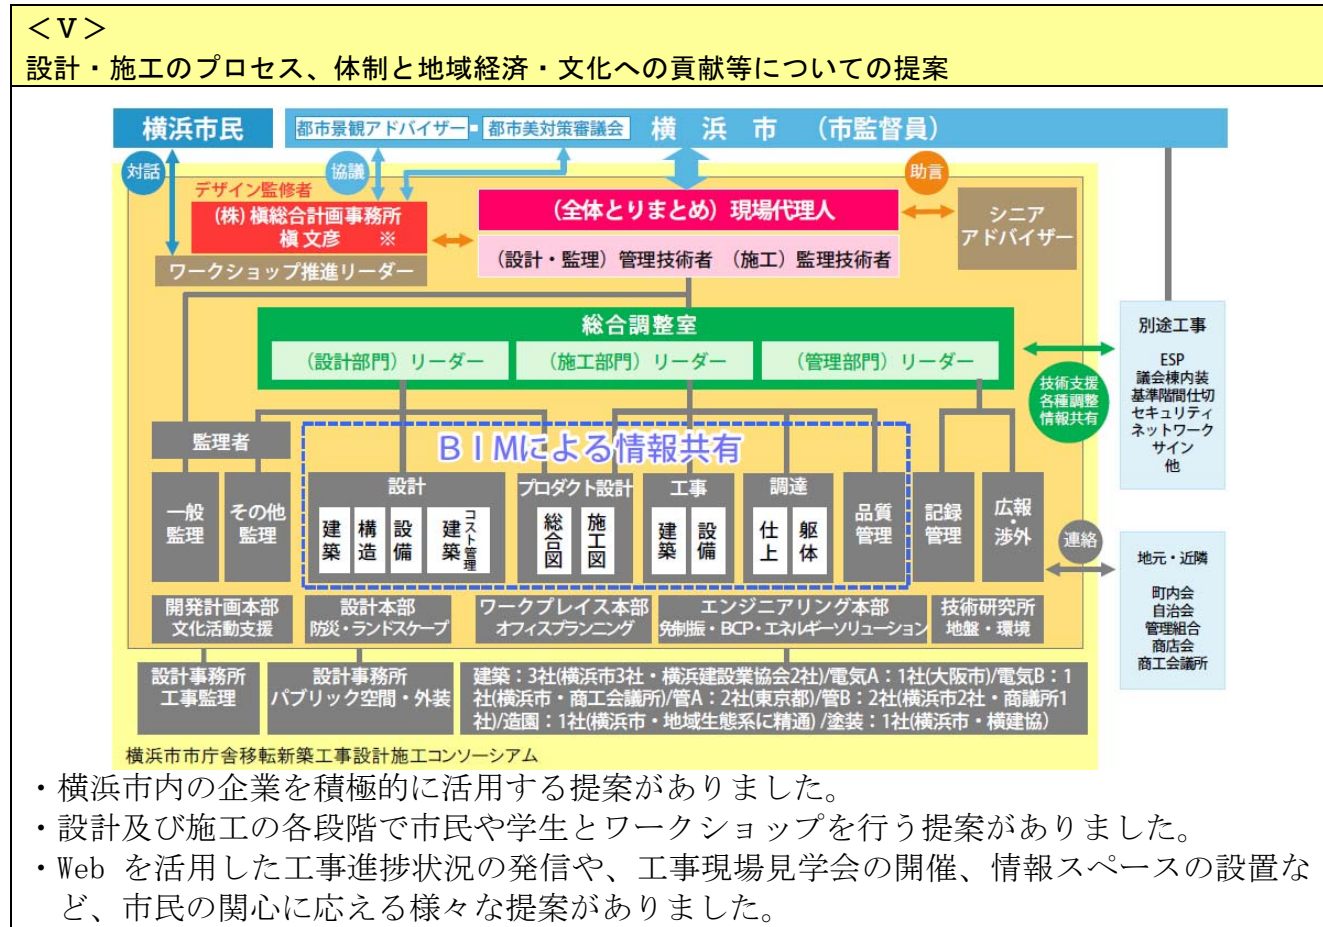 ＜Ⅴ＞
設計・施工のプロセス、体制と地域経済・文化への貢献等についての提案
横浜市民
都市景観アドバイザー
都市美対策審議会
横　浜　市　（市監督員）
対話
協議
助言
デザイン監修者
(株)槇総合計画事務所
槇 文彦　　※
ワークショップ推進リーダー
（全体とりまとめ）現場代理人
（設計・監理）管理技術者　（施工）監理技術者
シニア
アドバイザー
総合調整室
（設計部門）リーダー
（施工部門）リーダー
（管理部門）リーダー
技術支援
各種調整
情報共有
別途工事
ESP
議会棟内装
基準階間仕切
セキュリティ
ネットワーク
サイン
他
監理者
一般
監理
その他
監理
ＢＩＭによる情報共有
設計
建築
構造
設備
建築
コスト管理
プロダクト設計
総合図
施工図
工事
建築
設備
調達
仕上
躯体
品質
管理
記録
管理
広報
・
渉外
連絡
地元・近隣
町内会
自治会
管理組合
商店会
商工会議所
開発計画本部
文化活動支援
設計本部
防災・ランドスケープ
ワークプレイス本部
オフィスプランニング
エンジニアリング本部
免制振・BCP・エネルギーソリューション
技術研究所
地盤・環境
設計事務所
工事監理
設計事務所
パブリック空間・外装
建築：3社(横浜市3社・横浜建設業協会2社)/電気A：1社(大阪市)/電気B：1
社(横浜市・商工会議所)/管A：2社(東京都)/管B：2社(横浜市2社・商議所1
社)/造園：1社(横浜市・地域生態系に精通) /塗装：1社(横浜市・横建協)
横浜市市庁舎移転新築工事設計施工コンソーシアム
・横浜市内の企業を積極的に活用する提案がありました。
・設計及び施工の各段階で市民や学生とワークショップを行う提案がありました。
・Web を活用した工事進捗状況の発信や、工事現場見学会の開催、情報スペースの設置な
ど、市民の関心に応える様々な提案がありました。